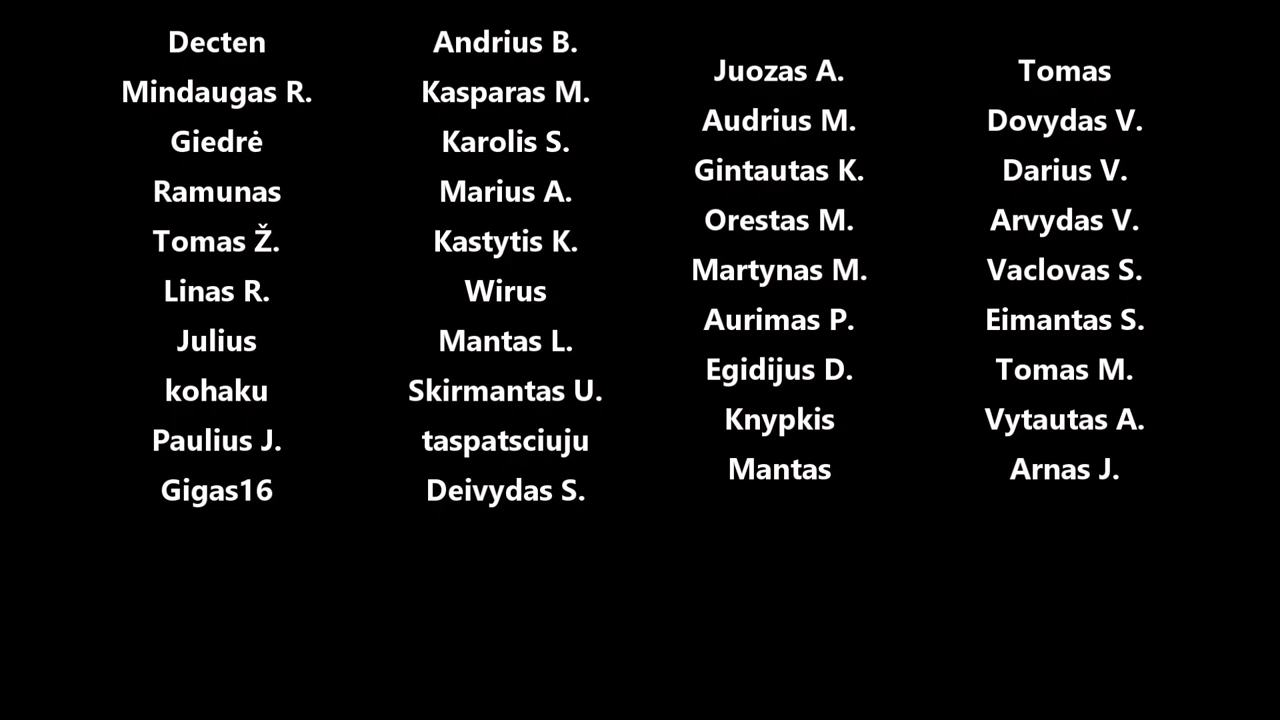 Decten
Mindaugas R.
Giedrė
Ramunas
Tomas Ž.
Linas R.
Julius
kohaku
Paulius J.
Gigas16
Andrius B.
Kasparas M.
Karolis S.
Marius A.
Kastytis K.
Wirus
Mantas L.
Skirmantas U.
taspatsciuju
Deivydas S.
Juozas A.
Audrius M.
Gintautas K.
Orestas M.
Martynas M.
Aurimas P.
Egidijus D.
Knypkis
Mantas
Tomas
Dovydas V.
Darius V.
Arvydas V.
Vaclovas S.
Eimantas S.
Tomas M.
Vytautas A.
Arnas J.